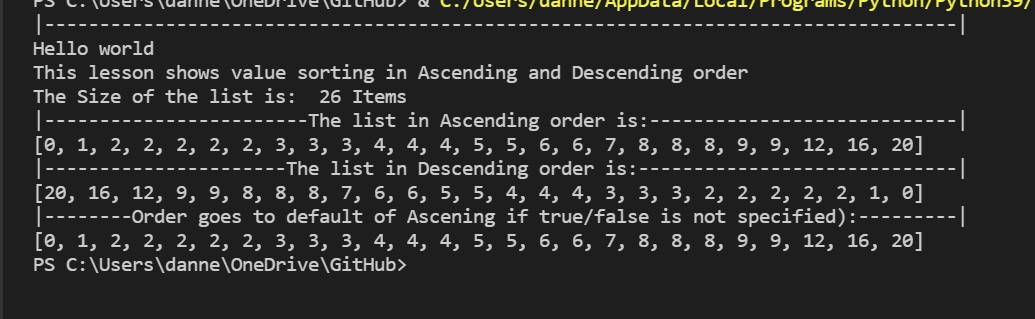 PS C:\Users\danne\OneDrive\GitHub> & C:/Users/danne/AppData/Local/Programs/Python/Python39/
|------------------------------------------------------------------------------------|
Hello world
This lesson shows value sorting in Ascending and Descending order
The Size of the list is:  26 Items
|------------------------The list in Ascending order is:----------------------------|
[0, 1, 2, 2, 2, 2, 2, 3, 3, 3, 4, 4, 4, 5, 5, 6, 6, 7, 8, 8, 8, 9, 9, 12, 16, 20]
|----------------------The list in Descending order is:-----------------------------|
[20, 16, 12, 9, 9, 8, 8, 8, 7, 6, 6, 5, 5, 4, 4, 4, 3, 3, 3, 2, 2, 2, 2, 2, 1, 0]
|--------Order goes to default of Ascening if true/false is not specified):---------|
[0, 1, 2, 2, 2, 2, 2, 3, 3, 3, 4, 4, 4, 5, 5, 6, 6, 7, 8, 8, 8, 9, 9, 12, 16, 20]
PS C:\Users\danne\OneDrive\GitHub>